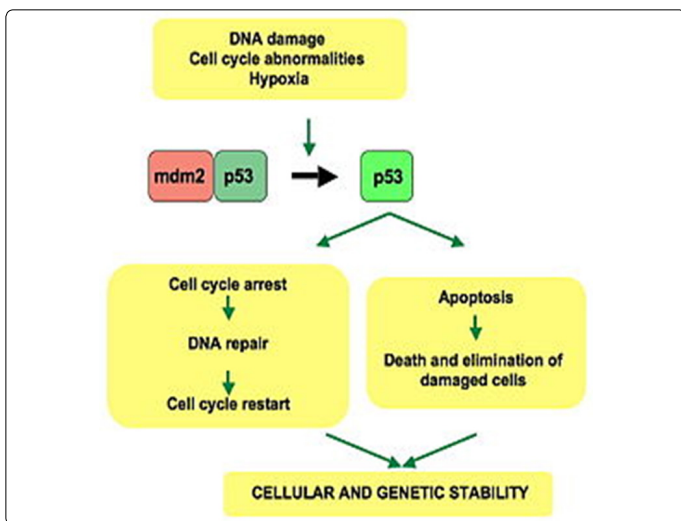 DNA damage
Cell cycle abnormalities
Hypoxia
mdm2 p53 p53
Cell cycle arrest
DNA repair
Cell cycle restart
Apoptosis
Death and elimination of
damaged cells
CELLULAR AND GENETIC STABILITY